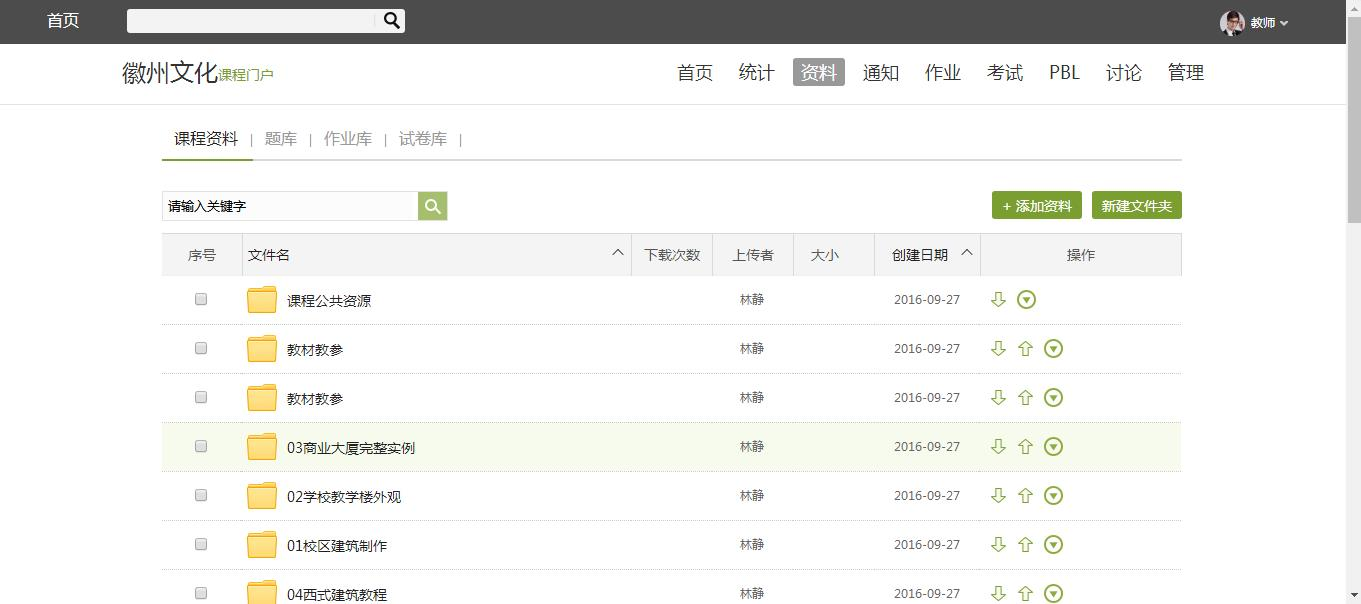 首页 教师
徽州文化课程门户 首页 统计 资料 通知 作业 考试 PBL 讨论 管理
课程资料 | 题库 | 作业库 | 试卷库 |
请输入关键字 + 添加资料 新建文件夹
序号 文件名 下载次数 上传者 大小 创建日期 操作
课程公共资源 林静 2016-09-27
教材教参 林静 2016-09-27
教材教参 林静 2016-09-27
03商业大厦完整实例 林静 2016-09-27
02学校教学楼外观 林静 2016-09-27
01校区建筑制作 林静 2016-09-27
04西式建筑教程 林静 2016-09-27